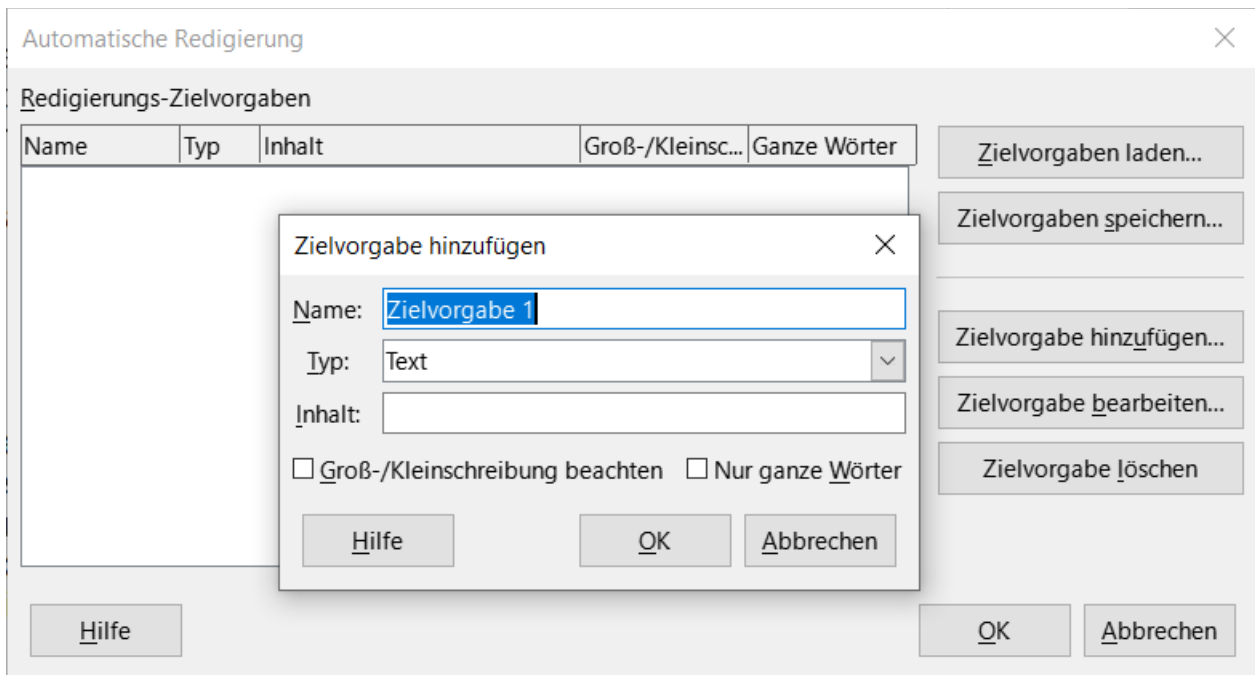 Automatische Redigierung
Redigierungs-Zielvorgaben
Name Typ Inhalt Groß-/Kleinsc... Ganze Wörter
Zielvorgaben laden...
Zielvorgaben speichern...
Zielvorgabe hinzufügen...
Zielvorgabe bearbeiten...
Zielvorgabe löschen
Zielvorgabe hinzufügen
Name: Zielvorgabe 1
Typ: Text
Inhalt:
Groß-/Kleinschreibung beachten Nur ganze Wörter
Hilfe OK Abbrechen
Hilfe OK Abbrechen